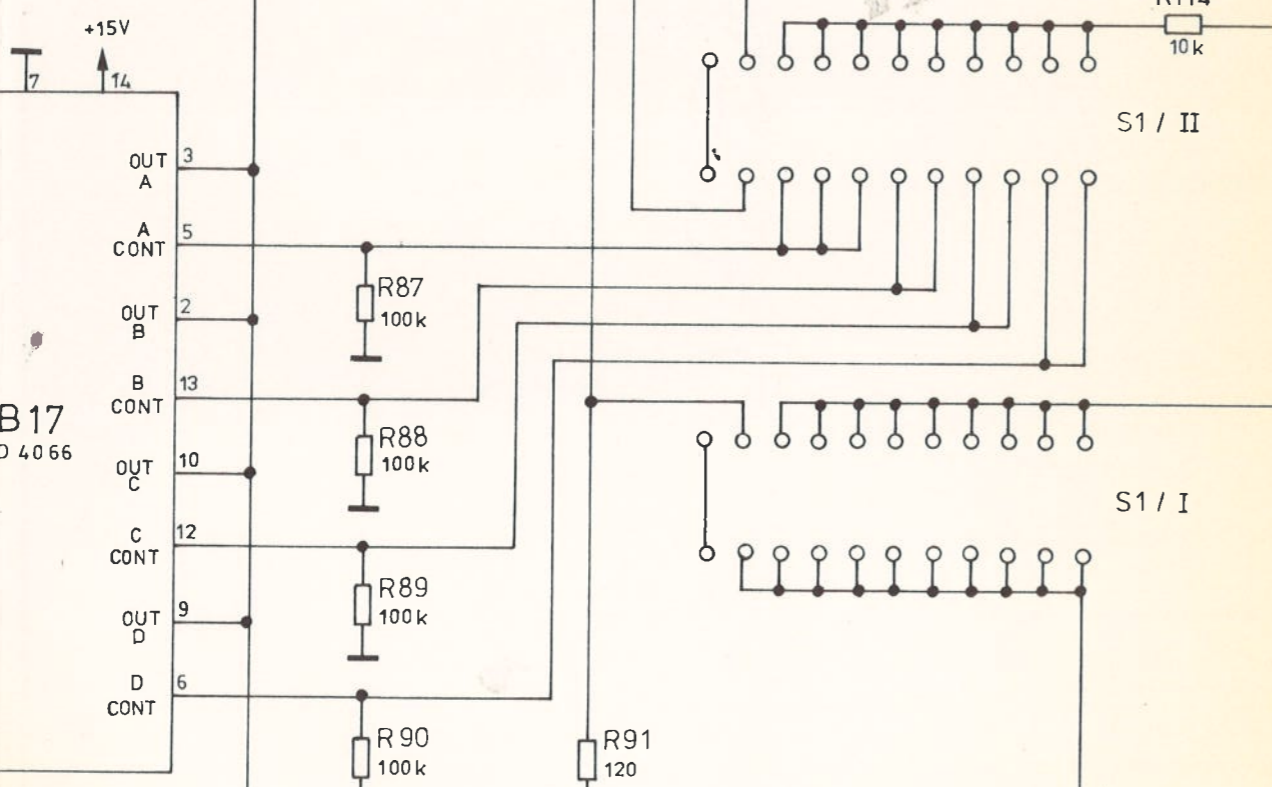 +15V
7
14
OUT
A
3
A
CONT
5
OUT
B
2
B
CONT
13
B17
4066
OUT
C
10
C
CONT
12
OUT
D
9
D
CONT
6
R87
100k
R88
100k
R89
100k
R90
100k
R91
120
10k
S1 / II
S1 / I